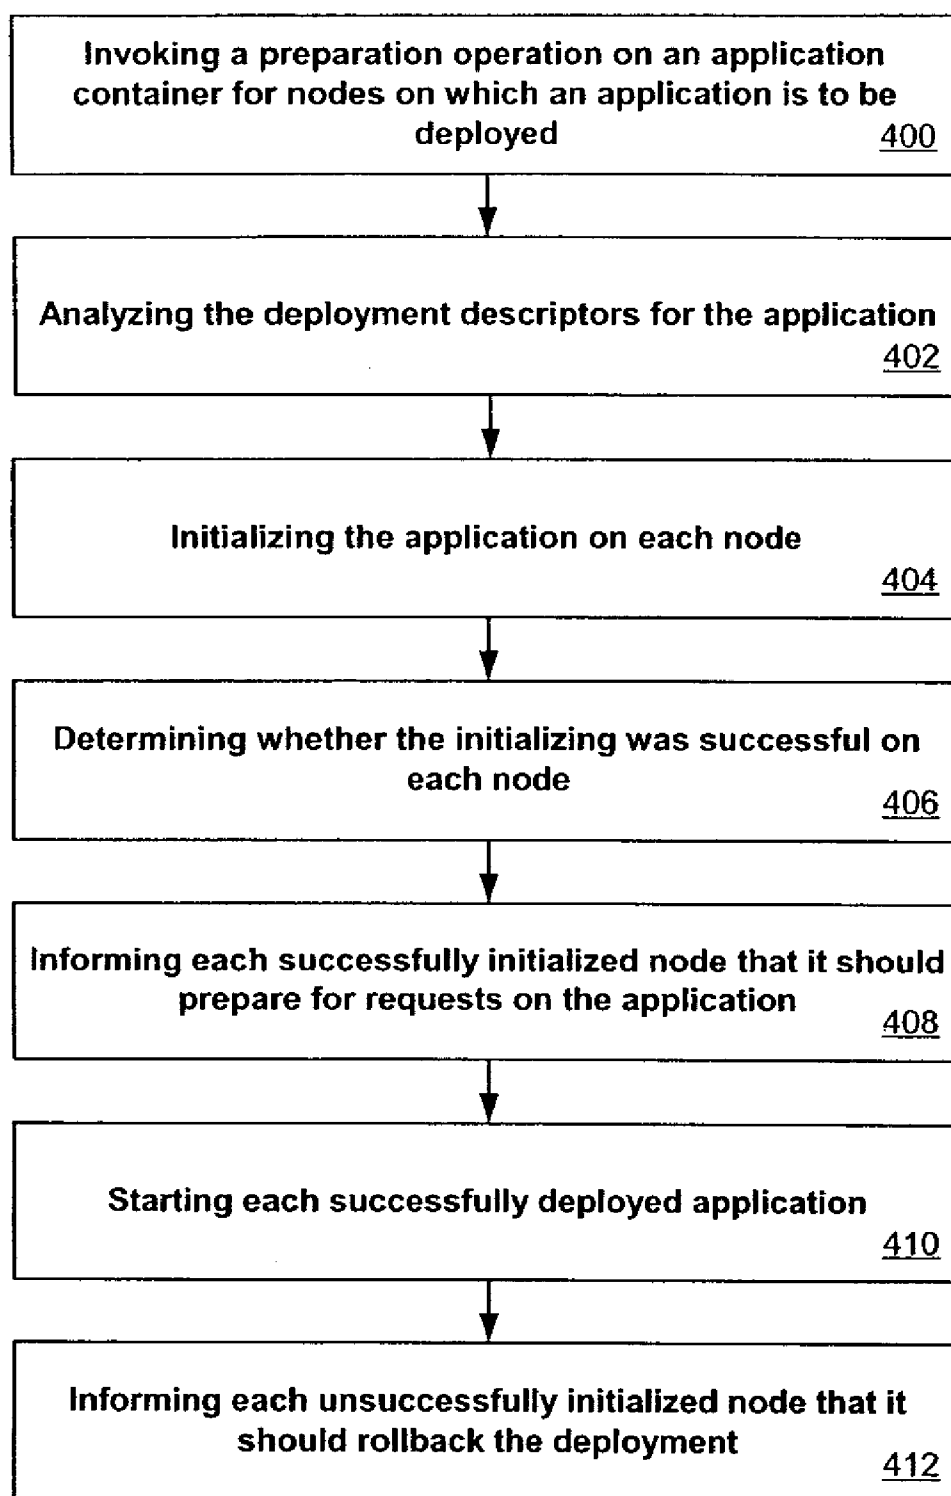 Invoking a preparation operation on an application
container for nodes on which an application is to be
deployed
400
Analyzing the deployment descriptors for the application
402
Initializing the application on each node
404
Determining whether the initializing was successful on
each node
406
Informing each successfully initialized node that it should
prepare for requests on the application
408
Starting each successfully deployed application
410
Informing each unsuccessfully initialized node that it
should rollback the deployment
412